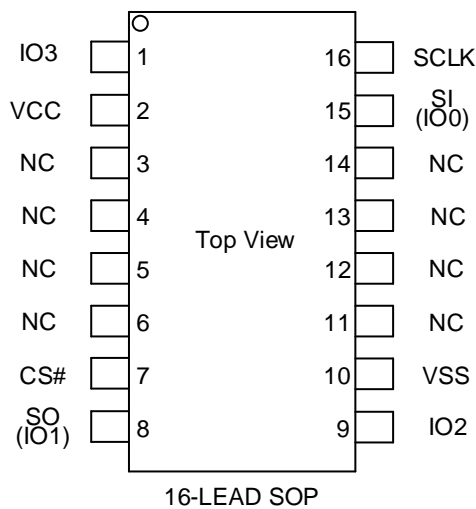 IO3 1 16 SCLK
VCC 2 15 SI
(IO0)
NC 3 14 NC
NC 4 13 NC
Top View
NC 5 12 NC
NC 6 11 NC
CS# 7 10 VSS
SO
(IO1) 8 9 IO2
16-LEAD SOP